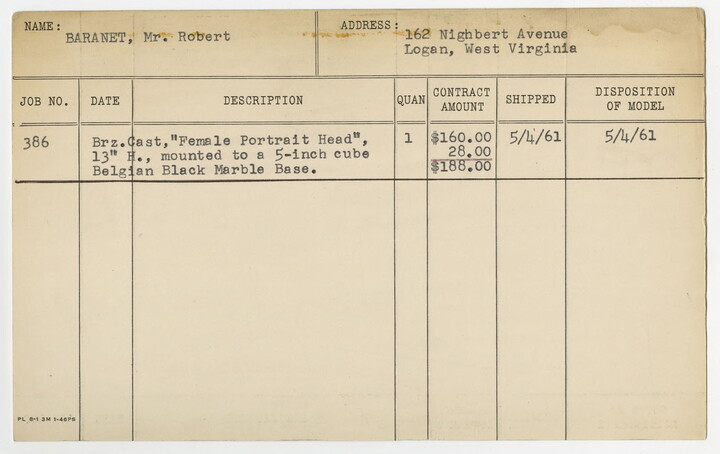 NAME: BARANET, Mr. Robert
ADDRESS: 162 Nighbert Avenue
Logan, West Virginia
JOB NO. DATE DESCRIPTION QUAN CONTRACT AMOUNT SHIPPED DISPOSITION OF MODEL
386 Brz.Cast,"Female Portrait Head", 1 $160.00 5/4/61 5/4/61
13" H., mounted to a 5-inch cube 28.00
Belgian Black Marble Base. $188.00